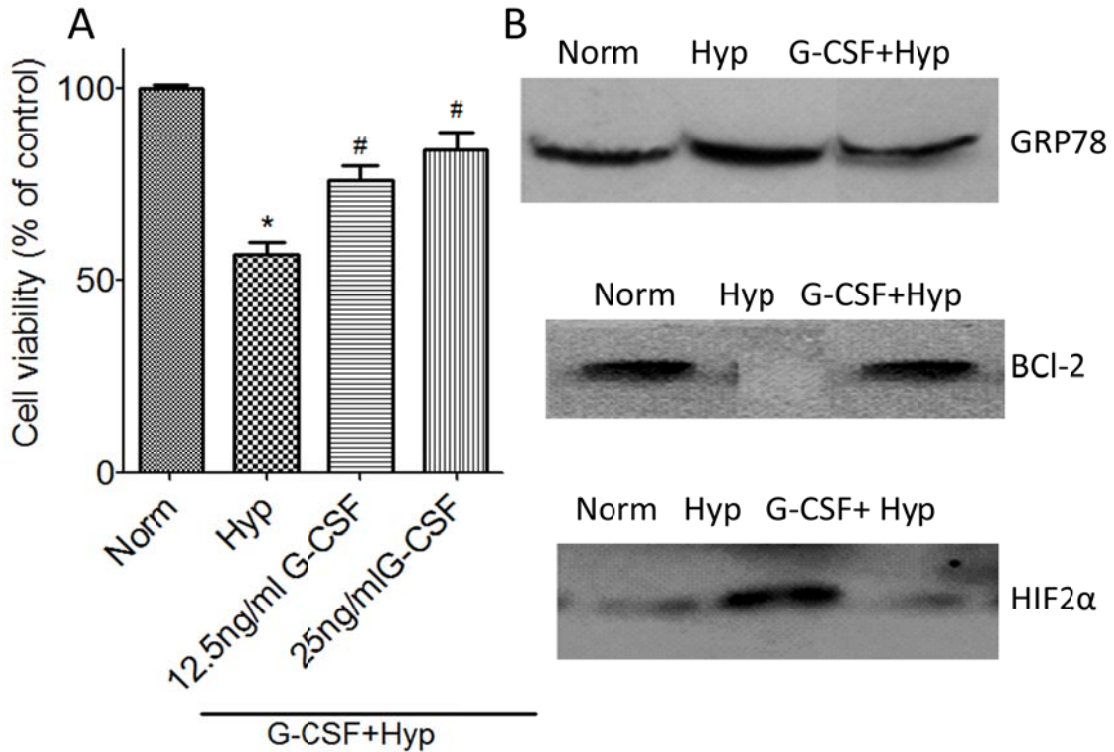 A
Cell viability (% of control)
100
50
0
*
#
#
Norm
Hyp
12.5ng/ml G-CSF
25ng/mlG-CSF
G-CSF+Hyp
B
Norm Hyp G-CSF+Hyp
GRP78
Norm Hyp G-CSF+Hyp
BCl-2
Norm Hyp G-CSF+ Hyp
HIF2α